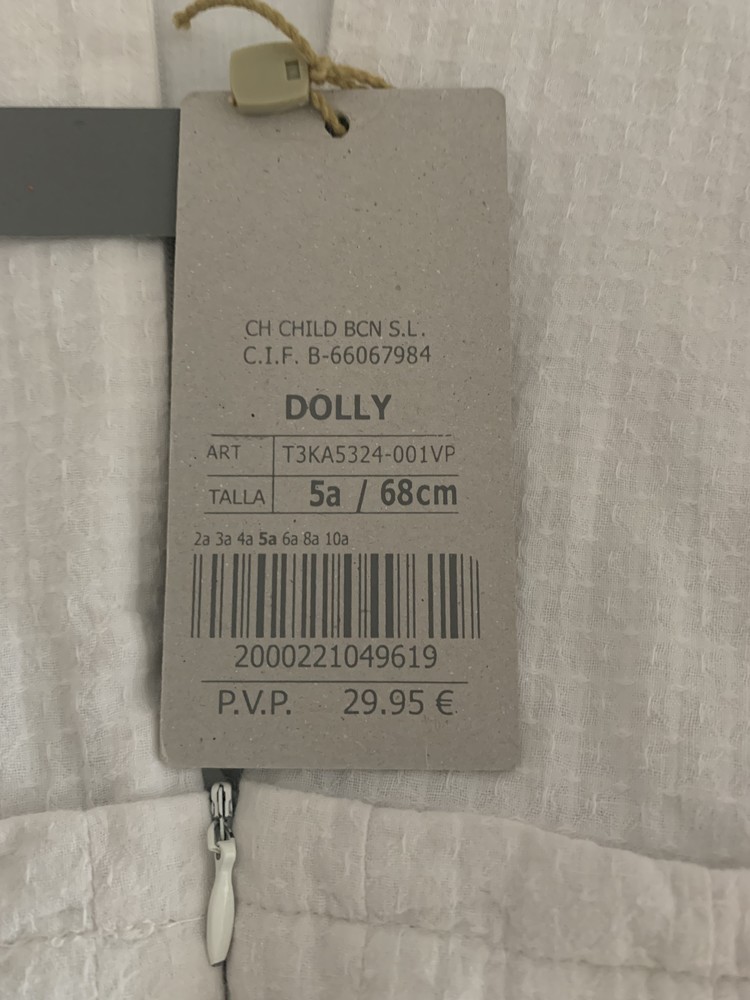 CH CHILD BCN S.L.
C.I.F. B-66067984
DOLLY
ART T3KA5324-001VP
TALLA 5a / 68cm
2a 3a 4a 5a 6a 8a 10a
2000221049619
P.V.P. 29.95 €